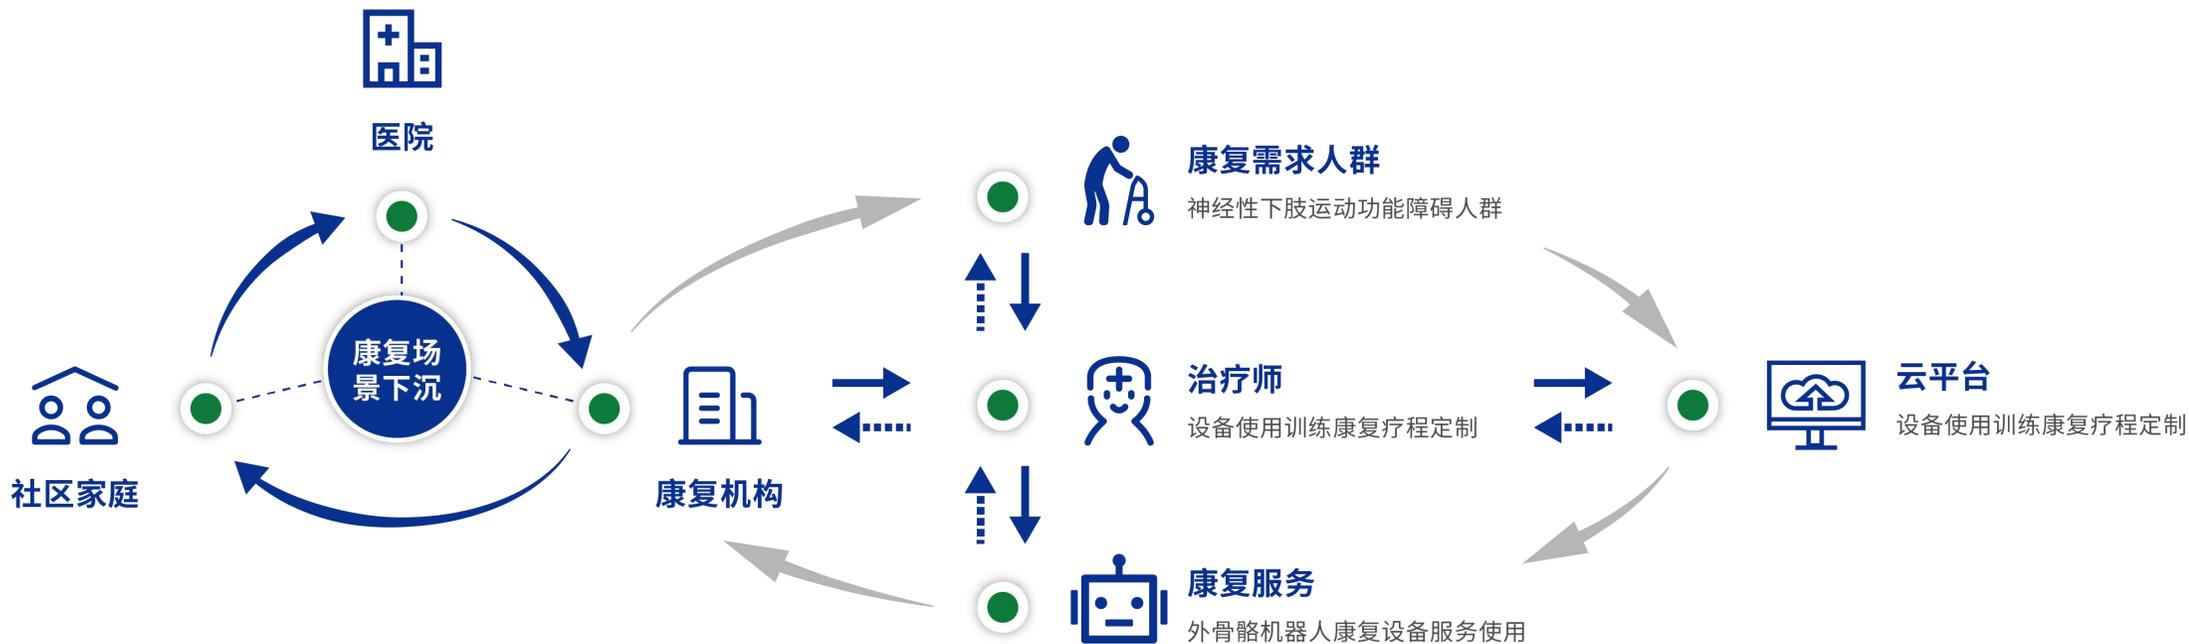 医院
康复场
景下沉
社区家庭
康复机构
康复需求人群
神经性下肢运动功能障碍人群
治疗师
设备使用训练康复疗程定制
康复服务
外骨骼机器人康复设备服务使用
云平台
设备使用训练康复疗程定制